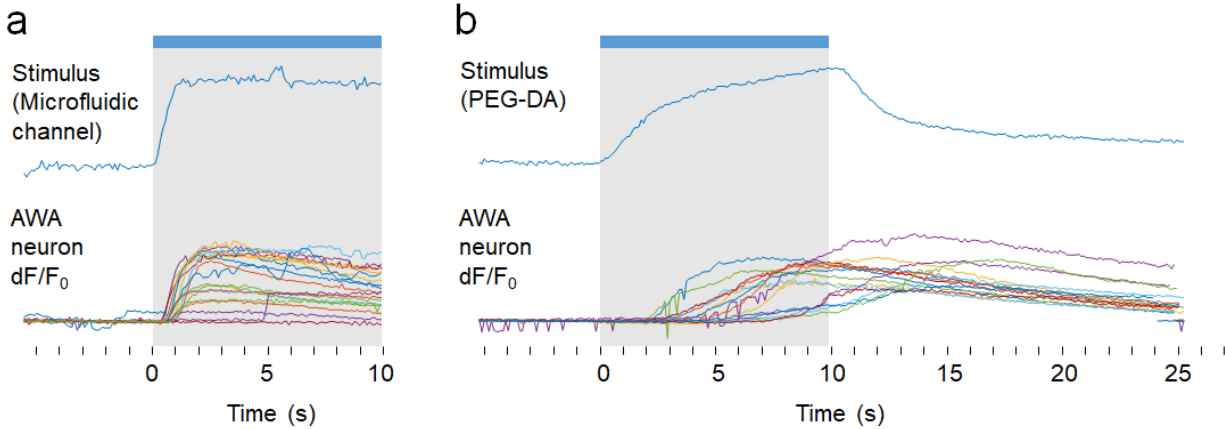 a
Stimulus
(Microfluidic
channel)
AWA
neuron
dF/F0
0 5 10
Time (s)
b
Stimulus
(PEG-DA)
AWA
neuron
dF/F0
0 5 10 15 20 25
Time (s)